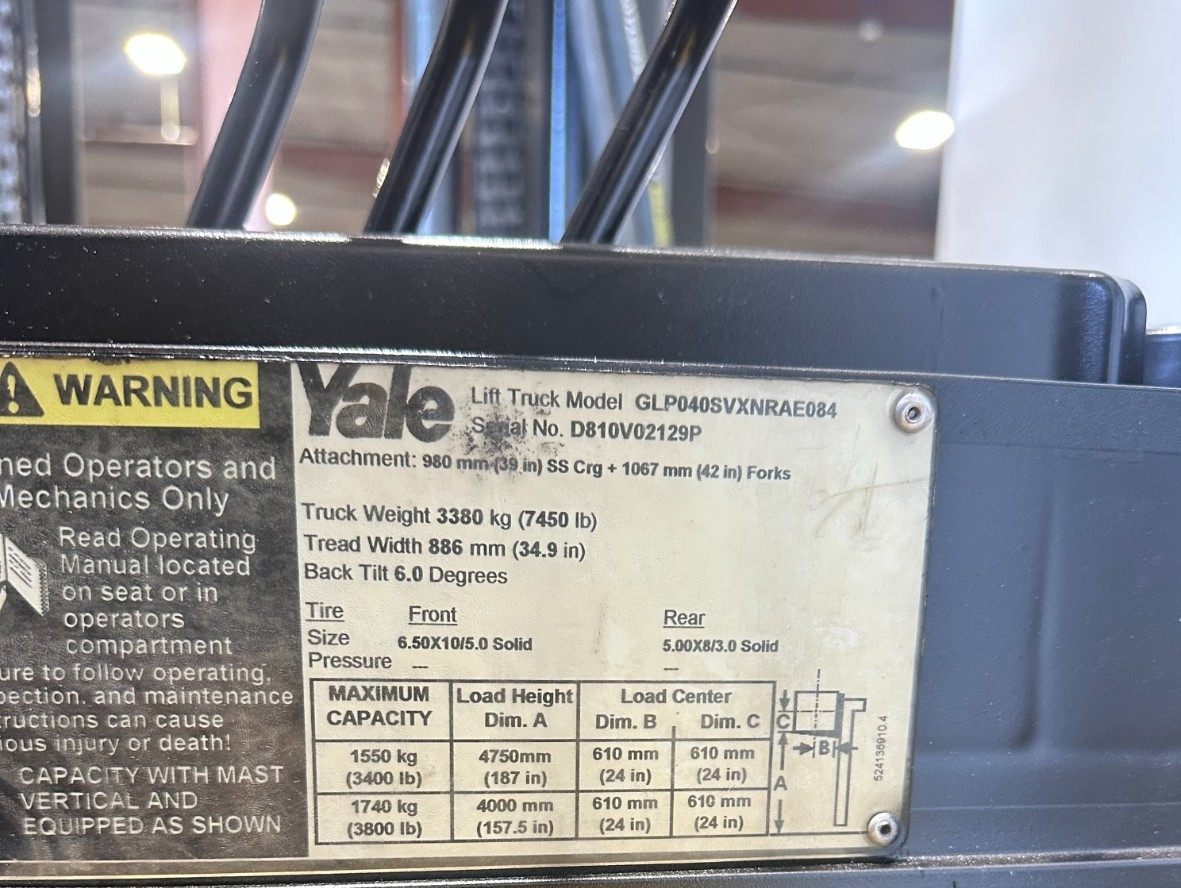 WARNING
ned Operators and
Mechanics Only
Read Operating
Manual located
on seat or in
operators
compartment
ure to follow operating,
pection, and maintenance
ructions can cause
ious injury or death!
CAPACITY WITH MAST
VERTICAL AND
EQUIPPED AS SHOWN
Yale
Lift Truck Model GLP040SVXNRAE084
Serial No. D810V02129P
Attachment: 980 mm (39 in) SS Crg + 1067 mm (42 in) Forks
Truck Weight 3380 kg (7450 lb)
Tread Width 886 mm (34.9 in)
Back Tilt 6.0 Degrees
Tire Front Rear
Size 6.50X10/5.0 Solid 5.00X8/3.0 Solid
Pressure — —
MAXIMUM Load Height Load Center
CAPACITY Dim. A Dim. B Dim. C
1550 kg 4750mm 610 mm 610 mm
(3400 lb) (187 in) (24 in) (24 in)
1740 kg 4000 mm 610 mm 610 mm
(3800 lb) (157.5 in) (24 in) (24 in)
C
B
A
524136910.4